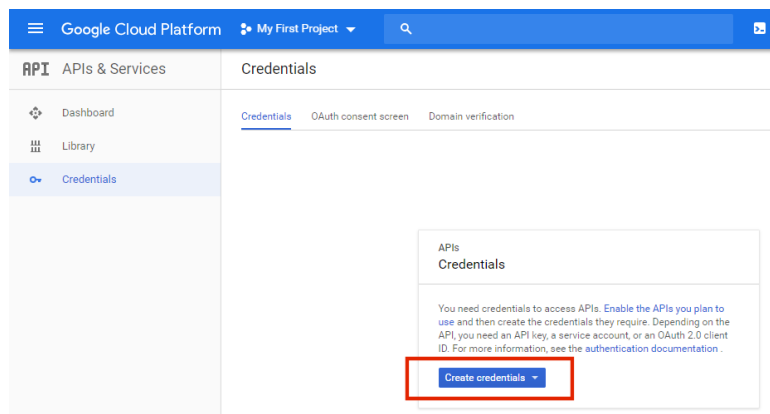 Google Cloud Platform
My First Project
API APIs & Services
Credentials
Dashboard
Library
Credentials
Credentials OAuth consent screen Domain verification
APIs
Credentials
You need credentials to access APIs. Enable the APIs you plan to
use and then create the credentials they require. Depending on the
API, you need an API key, a service account, or an OAuth 2.0 client
ID. For more information, see the authentication documentation .
Create credentials